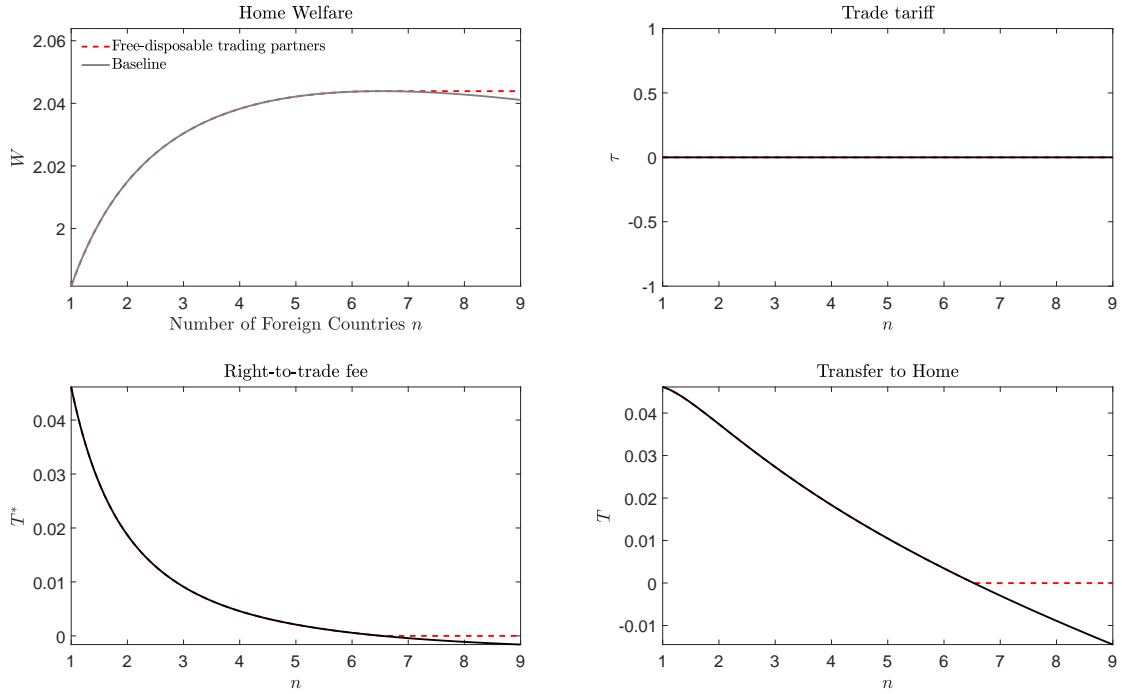 Home Welfare
2.06
2.04
2.02
2
W
Free-disposable trading partners
Baseline
1 2 3 4 5 6 7 8 9
Number of Foreign Countries n
Trade tariff
1
0.5
0
-0.5
-1
τ
1 2 3 4 5 6 7 8 9
n
Right-to-trade fee
0.04
0.03
0.02
0.01
0
T*
1 2 3 4 5 6 7 8 9
n
Transfer to Home
0.04
0.03
0.02
0.01
0
-0.01
T
1 2 3 4 5 6 7 8 9
n